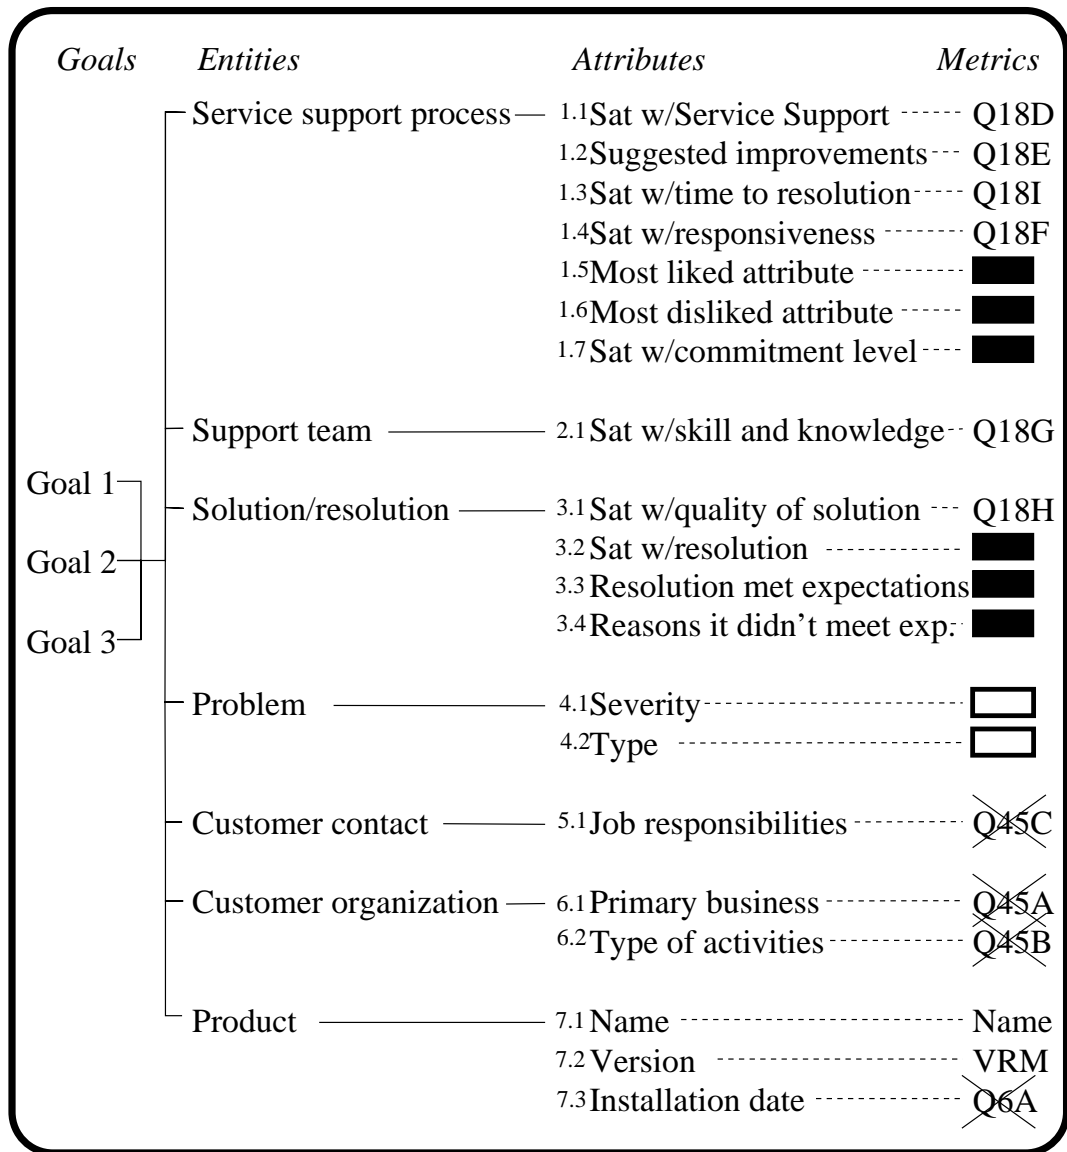 Goals Entities Attributes Metrics
Service support process 1.1 Sat w/Service Support Q18D
1.2 Suggested improvements Q18E
1.3 Sat w/time to resolution Q18I
1.4 Sat w/responsiveness Q18F
1.5 Most liked attribute
1.6 Most disliked attribute
1.7 Sat w/commitment level
Support team 2.1 Sat w/skill and knowledge Q18G
Goal 1
Solution/resolution 3.1 Sat w/quality of solution Q18H
3.2 Sat w/resolution
Goal 2
3.3 Resolution met expectations
3.4 Reasons it didn't meet exp.
Goal 3
Problem 4.1 Severity
4.2 Type
Customer contact 5.1 Job responsibilities Q45C
Customer organization 6.1 Primary business Q45A
6.2 Type of activities Q45B
Product 7.1 Name Name
7.2 Version VRM
7.3 Installation date Q6A